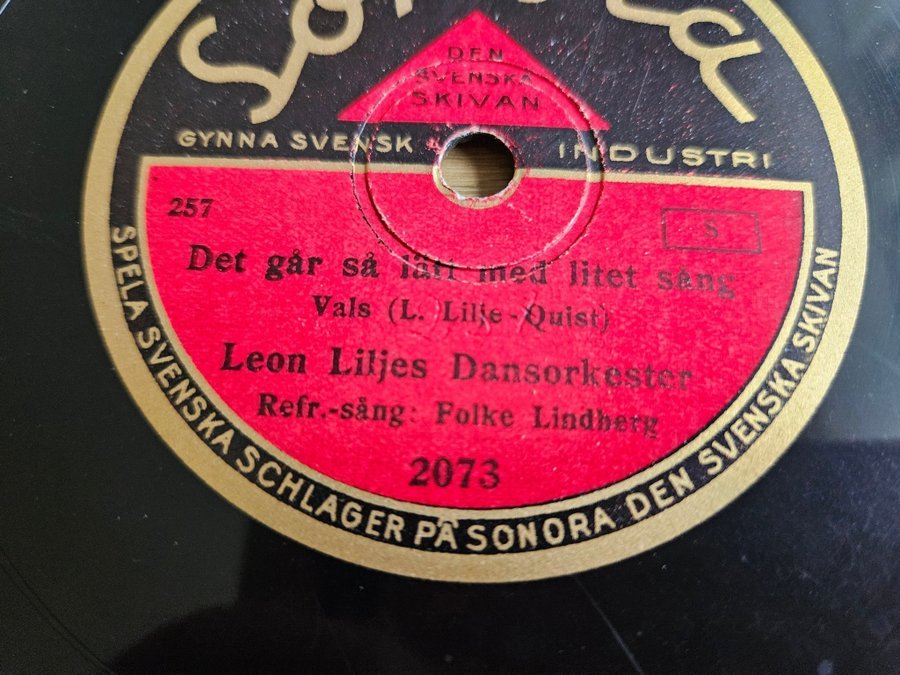 Sonora
DEN
SVENSKA
SKIVAN
GYNNA SVENSK INDUSTRI
257
S
Det går så lätt med litet sång
Vals (L. Lilje-Quist)
Leon Liljes Dansorkester
Refr.-sång: Folke Lindberg
2073
SPELA SVENSKA SCHLAGER PÅ SONORA DEN SVENSKA SKIVAN